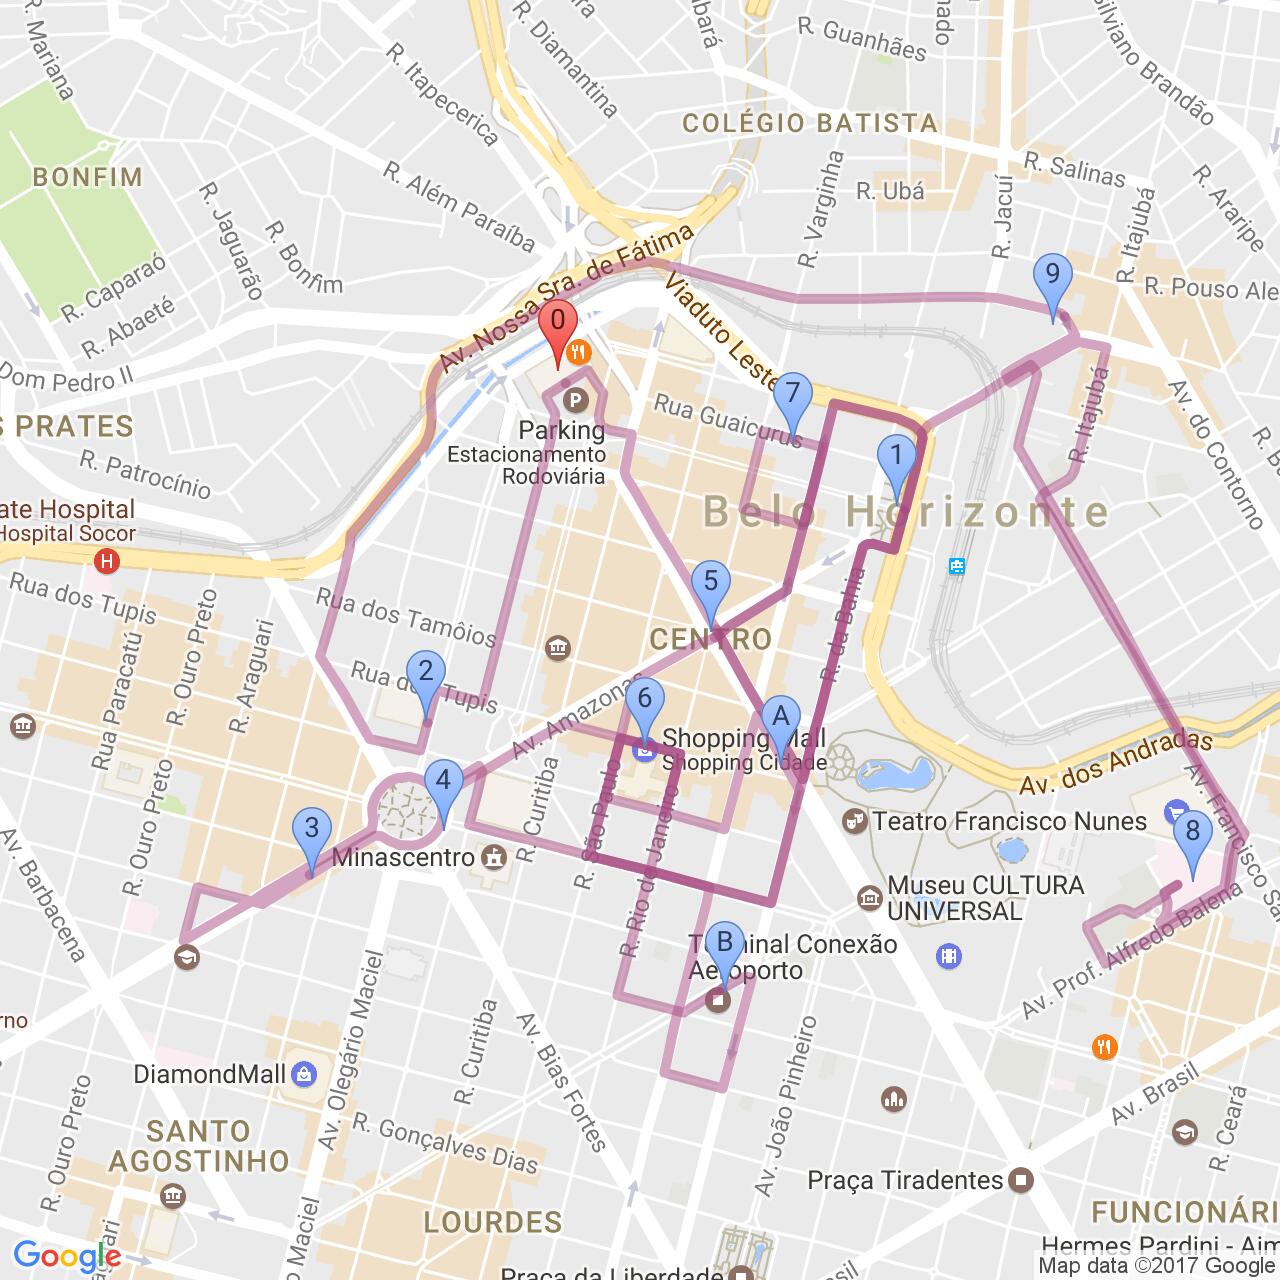 R. Mariana
R. Diamantina
R. Guanhães
Silviano Brandão
R. Itapecerica
COLÉGIO BATISTA
R. Salinas
BONFIM
R. Além Paraíba
R. Varginha
R. Ubá
R. Jacuí
R. Itajubá
R. Araripe
R. Jaguarão
R. Bonfim
R. Caparaó
R. Abaeté
Av. Nossa Sra. de Fátima
Viaduto Leste
R. Pouso Ale
9
0
Dom Pedro II
7
Rua Guaicurus
R. Itajubá
Av. do Contorno
S PRATES
P
Parking
Estacionamento
Rodoviária
R. Patrocínio
1
Belo Horizonte
ate Hospital
Hospital Socor
H
Rua dos Tupis
R. Ouro Preto
Rua dos Tamôios
5
CENTRO
R. da Bahia
Rua Paracatú
R. Araguari
Rua dos Tupis
2
6
A
Av. Amazonas
Shopping Mall
Shopping Cidade
Av. dos Andradas
Av. Francisco Sa
4
3
R. Ouro Preto
R. Curitiba
R. São Paulo
R. Rio de Janeiro
Teatro Francisco Nunes
8
Minascentro
Museu CULTURA
UNIVERSAL
Av. Barbacena
B
Terminal Conexão
Aeroporto
Av. Prof. Alfredo Balena
R. Olegário Maciel
R. Curitiba
Av. Bias Fortes
Av. João Pinheiro
DiamondMall
Av. Brasil
R. Ceará
R. Ouro Preto
SANTO
AGOSTINHO
R. Gonçalves Dias
Praça Tiradentes
LOURDES
FUNCIONÁRI
Hermes Pardini - Aim
Praça da Liberdade
Google
Map data ©2017 Google